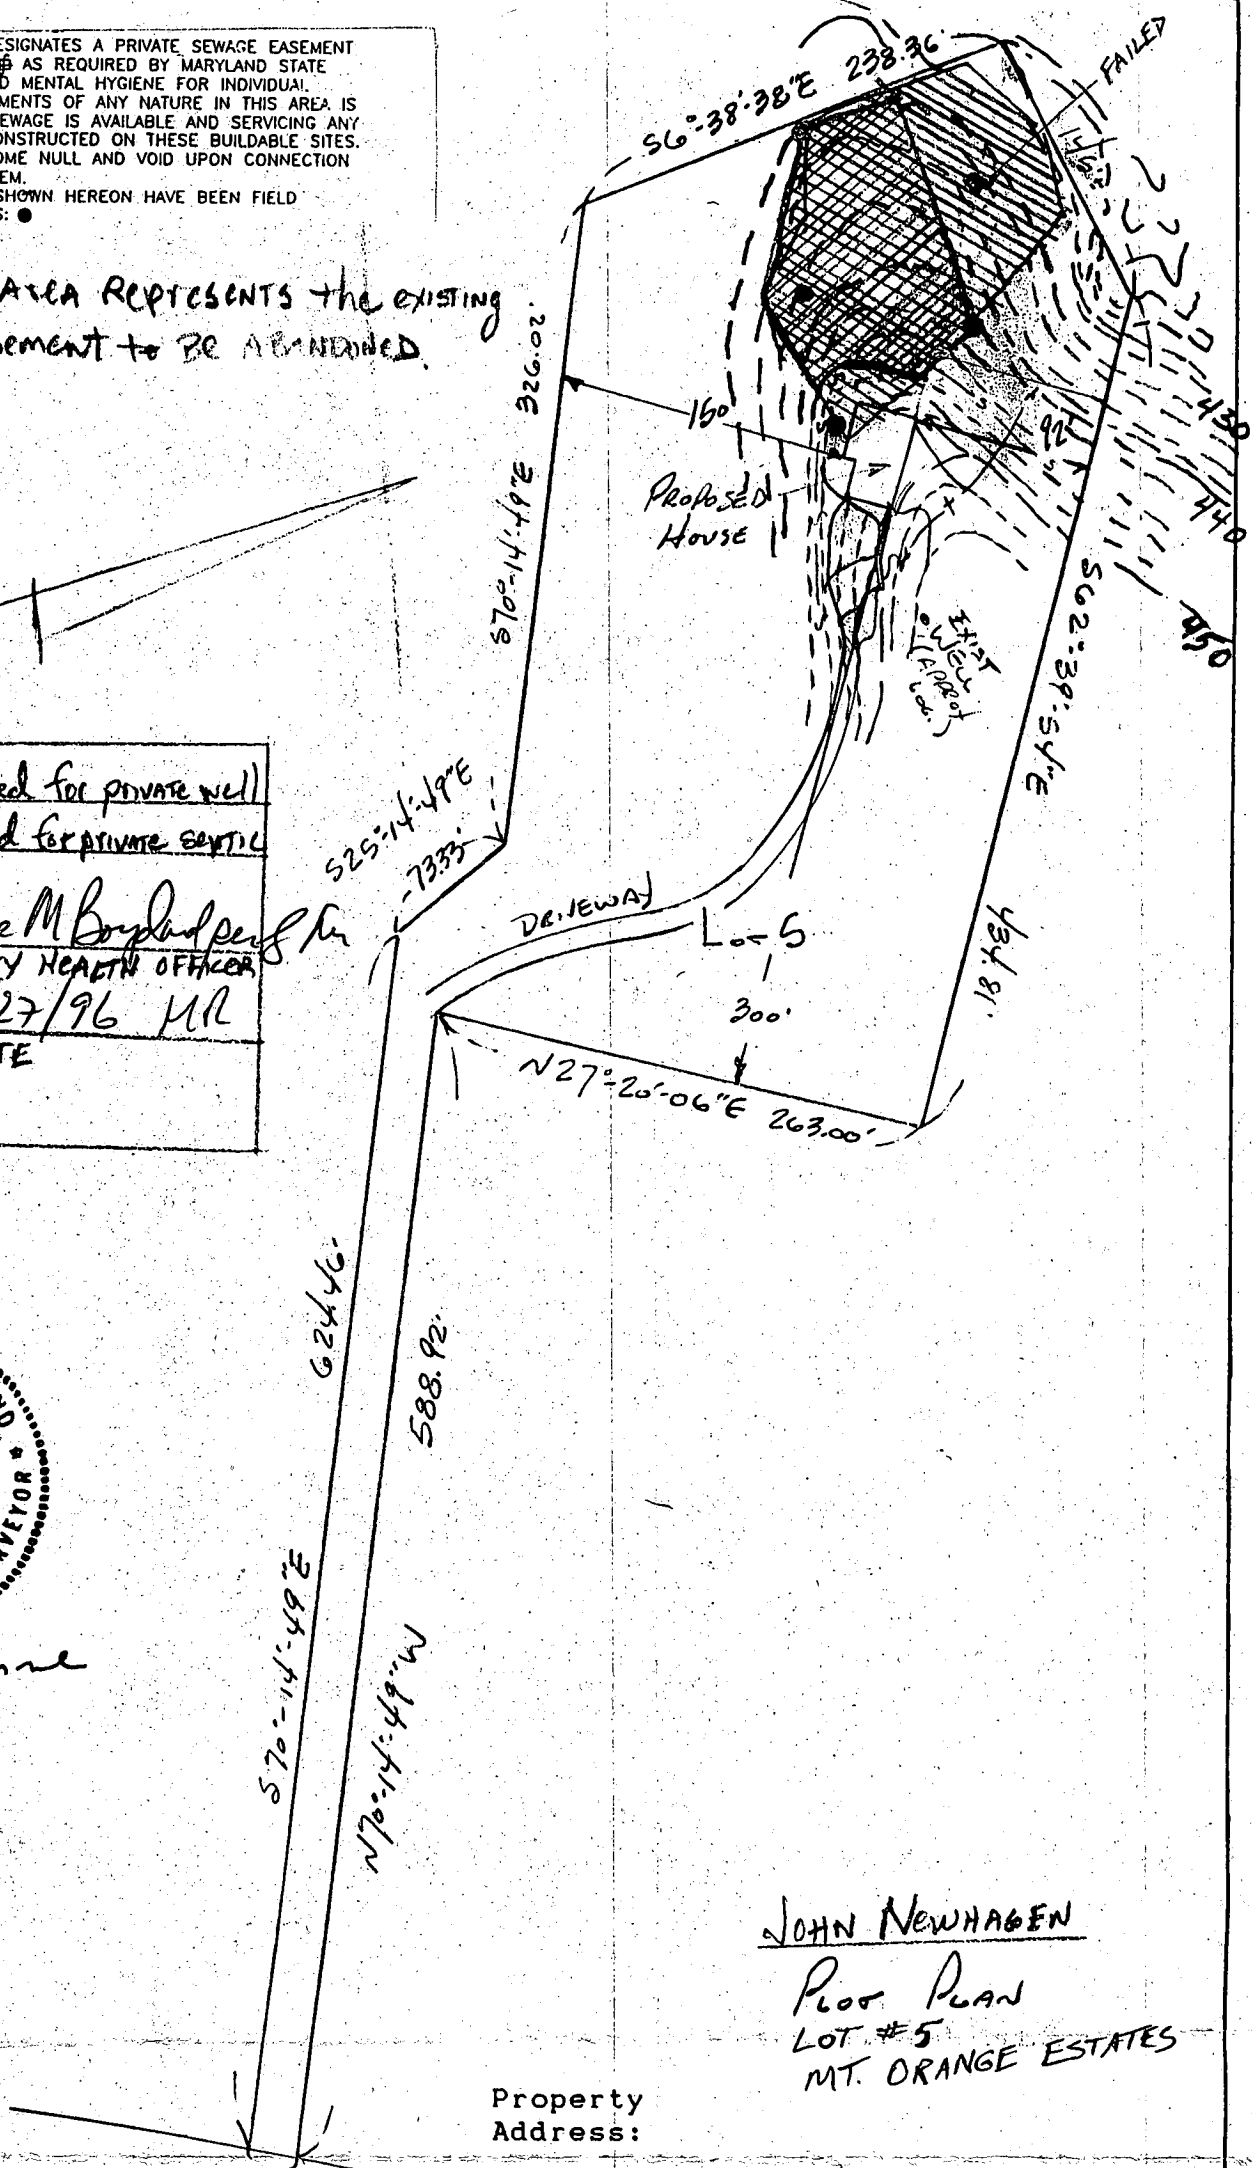 ESIGNATES A PRIVATE SEWAGE EASEMENT
AS REQUIRED BY MARYLAND STATE
D MENTAL HYGIENE FOR INDIVIDUAL
MENTS OF ANY NATURE IN THIS AREA IS
EWAGE IS AVAILABLE AND SERVICING ANY
ONSTRUCTED ON THESE BUILDABLE SITES.
OME NULL AND VOID UPON CONNECTION
EM.
SHOWN HEREON HAVE BEEN FIELD
S: ●
AREA REPRESENTS the existing
ement to BE ABANDONED.
S6°-38'-38"E 238.36'
FAILED
S70°-14'-49"E 326.02'
150
PROPOSED
HOUSE
92
430
440
450
EXIST
WELL
(APPROX
LOC.)
S62°-39'-54"E
434.81'
ed for private well
d for private septic
Y HEALTH OFFICER
27/96 MR
TE
S25°-14'-49"E
73.33'
DRIVEWAY
LOT 5
300'
N27°-20'-06"E 263.00'
624.46'
588.92'
S70°-14'-49"E
N70°-14'-49"W
VEYOR *
JOHN NEWHAGEN
PLOT PLAN
LOT #5
MT. ORANGE ESTATES
Property
Address: